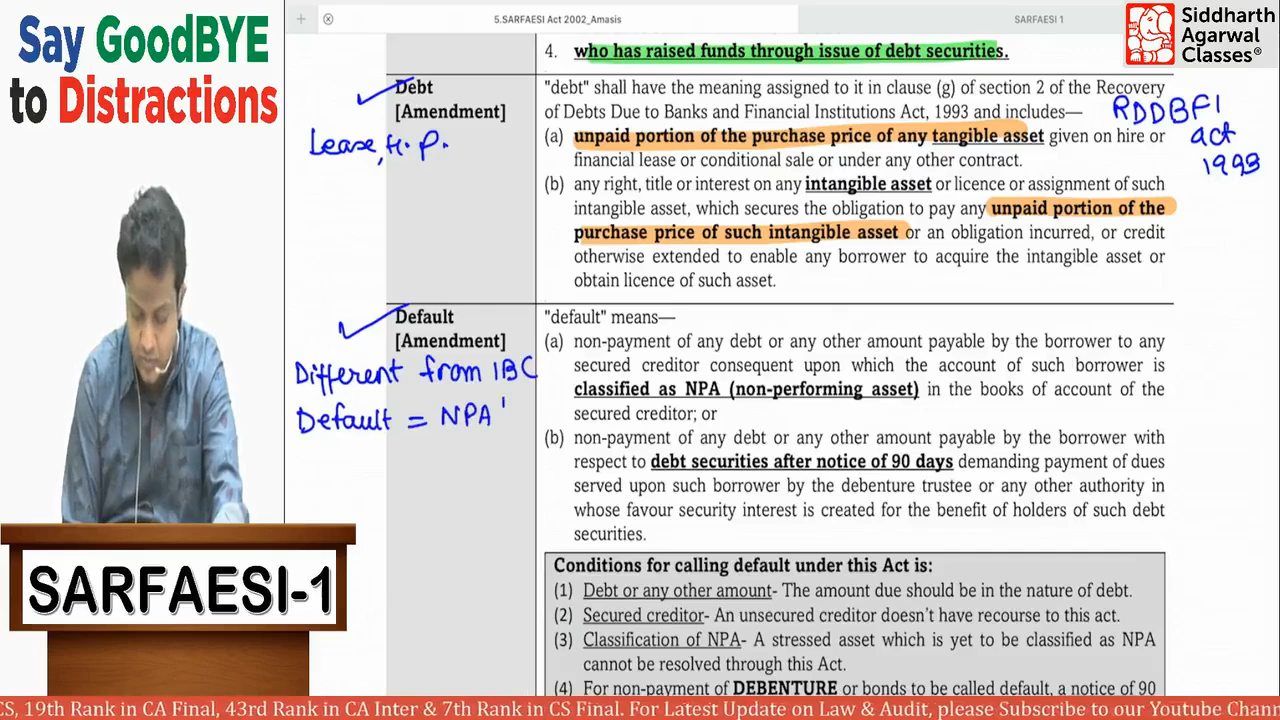 Say GoodBYE
to Distractions
5.SARFAESI Act 2002_Amasis
SARFAESI 1
Siddharth
Agarwal
Classes®
4. who has raised funds through issue of debt securities.
Debt
[Amendment]
Lease, H. P.
"debt" shall have the meaning assigned to it in clause (g) of section 2 of the Recovery
of Debts Due to Banks and Financial Institutions Act, 1993 and includes—
(a) unpaid portion of the purchase price of any tangible asset given on hire or
financial lease or conditional sale or under any other contract.
(b) any right, title or interest on any intangible asset or licence or assignment of such
intangible asset, which secures the obligation to pay any unpaid portion of the
purchase price of such intangible asset or an obligation incurred, or credit
otherwise extended to enable any borrower to acquire the intangible asset or
obtain licence of such asset.
RDDBFI
act
1993
Default
[Amendment]
Different from IBC
Default = NPA
"default" means—
(a) non-payment of any debt or any other amount payable by the borrower to any
secured creditor consequent upon which the account of such borrower is
classified as NPA (non-performing asset) in the books of account of the
secured creditor; or
(b) non-payment of any debt or any other amount payable by the borrower with
respect to debt securities after notice of 90 days demanding payment of dues
served upon such borrower by the debenture trustee or any other authority in
whose favour security interest is created for the benefit of holders of such debt
securities.
Conditions for calling default under this Act is:
(1) Debt or any other amount- The amount due should be in the nature of debt.
(2) Secured creditor- An unsecured creditor doesn't have recourse to this act.
(3) Classification of NPA- A stressed asset which is yet to be classified as NPA
cannot be resolved through this Act.
(4) For non-payment of DEBENTURE or bonds to be called default, a notice of 90
SARFAESI-1
CS, 19th Rank in CA Final, 43rd Rank in CA Inter & 7th Rank in CS Final. For Latest Update on Law & Audit, please Subscribe to our Youtube Chan